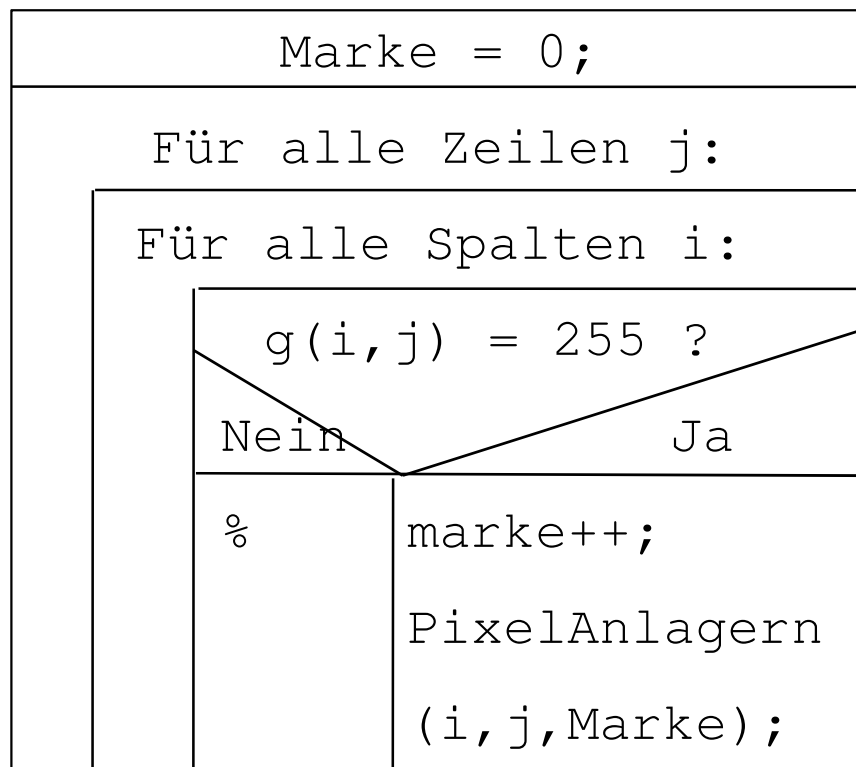 Marke = 0;
Für alle Zeilen j:
Für alle Spalten i:
g(i,j) = 255 ?
Nein Ja
% marke++;
PixelAnlagern
(i,j,Marke);